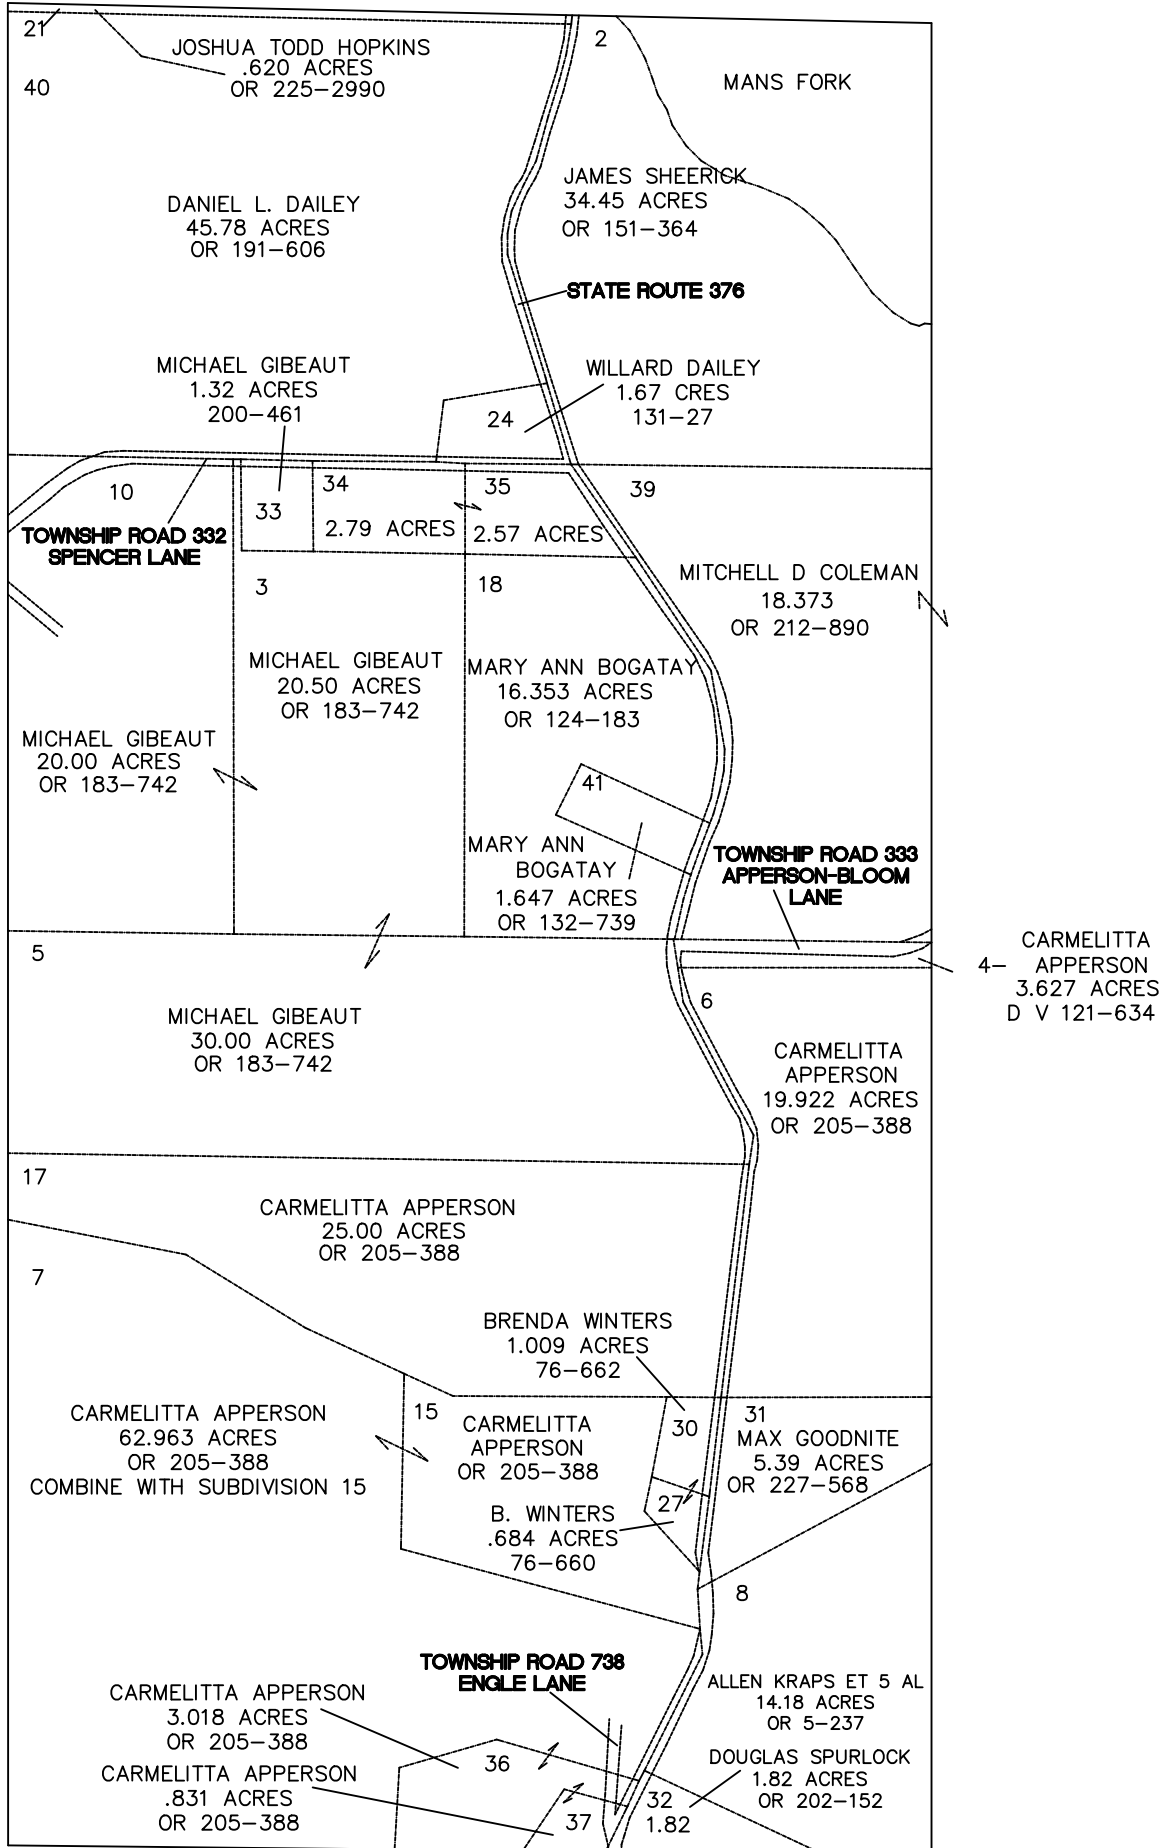 21
JOSHUA TODD HOPKINS
.620 ACRES
OR 225-2990
40
2
MANS FORK
DANIEL L. DAILEY
45.78 ACRES
OR 191-606
JAMES SHEERICK
34.45 ACRES
OR 151-364
STATE ROUTE 376
MICHAEL GIBEAUT
1.32 ACRES
200-461
24
WILLARD DAILEY
1.67 CRES
131-27
10
33
34
2.79 ACRES
35
2.57 ACRES
39
TOWNSHIP ROAD 332
SPENCER LANE
3
18
MITCHELL D COLEMAN
18.373
OR 212-890
MICHAEL GIBEAUT
20.50 ACRES
OR 183-742
MARY ANN BOGATAY
16.353 ACRES
OR 124-183
MICHAEL GIBEAUT
20.00 ACRES
OR 183-742
41
MARY ANN
BOGATAY
1.647 ACRES
OR 132-739
TOWNSHIP ROAD 333
APPERSON-BLOOM
LANE
5
CARMELITTA
4- APPERSON
3.627 ACRES
D V 121-634
MICHAEL GIBEAUT
30.00 ACRES
OR 183-742
6
CARMELITTA
APPERSON
19.922 ACRES
OR 205-388
17
CARMELITTA APPERSON
25.00 ACRES
OR 205-388
7
BRENDA WINTERS
1.009 ACRES
76-662
CARMELITTA APPERSON
62.963 ACRES
OR 205-388
COMBINE WITH SUBDIVISION 15
15
CARMELITTA
APPERSON
OR 205-388
30
31
MAX GOODNITE
5.39 ACRES
OR 227-568
27
B. WINTERS
.684 ACRES
76-660
8
TOWNSHIP ROAD 738
ENGLE LANE
ALLEN KRAPS ET 5 AL
14.18 ACRES
OR 5-237
CARMELITTA APPERSON
3.018 ACRES
OR 205-388
36
DOUGLAS SPURLOCK
1.82 ACRES
OR 202-152
CARMELITTA APPERSON
.831 ACRES
OR 205-388
37
32
1.82